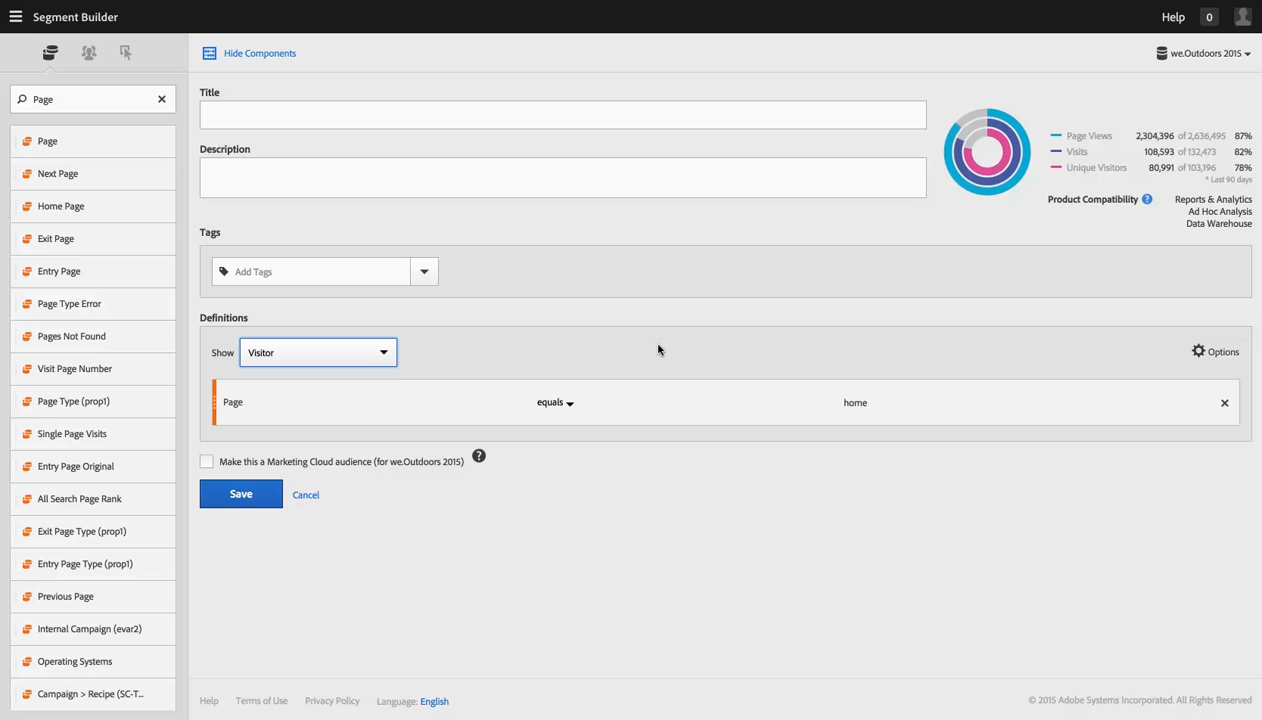 Segment Builder
Help
0
Hide Components
we.Outdoors 2015
Page
Page
Next Page
Home Page
Exit Page
Entry Page
Page Type Error
Pages Not Found
Visit Page Number
Page Type (prop1)
Single Page Visits
Entry Page Original
All Search Page Rank
Exit Page Type (prop1)
Entry Page Type (prop1)
Previous Page
Internal Campaign (evar2)
Operating Systems
Campaign > Recipe (SC-T...
Title
Description
Page Views 2,304,396 of 2,636,495 87%
Visits 108,593 of 132,473 82%
Unique Visitors 80,991 of 103,196 78%
* Last 90 days
Product Compatibility ? Reports & Analytics
Ad Hoc Analysis
Data Warehouse
Tags
Add Tags
Definitions
Show Visitor
Options
Page equals home
Make this a Marketing Cloud audience (for we.Outdoors 2015) ?
Save Cancel
Help Terms of Use Privacy Policy Language: English
© 2015 Adobe Systems Incorporated. All Rights Reserved